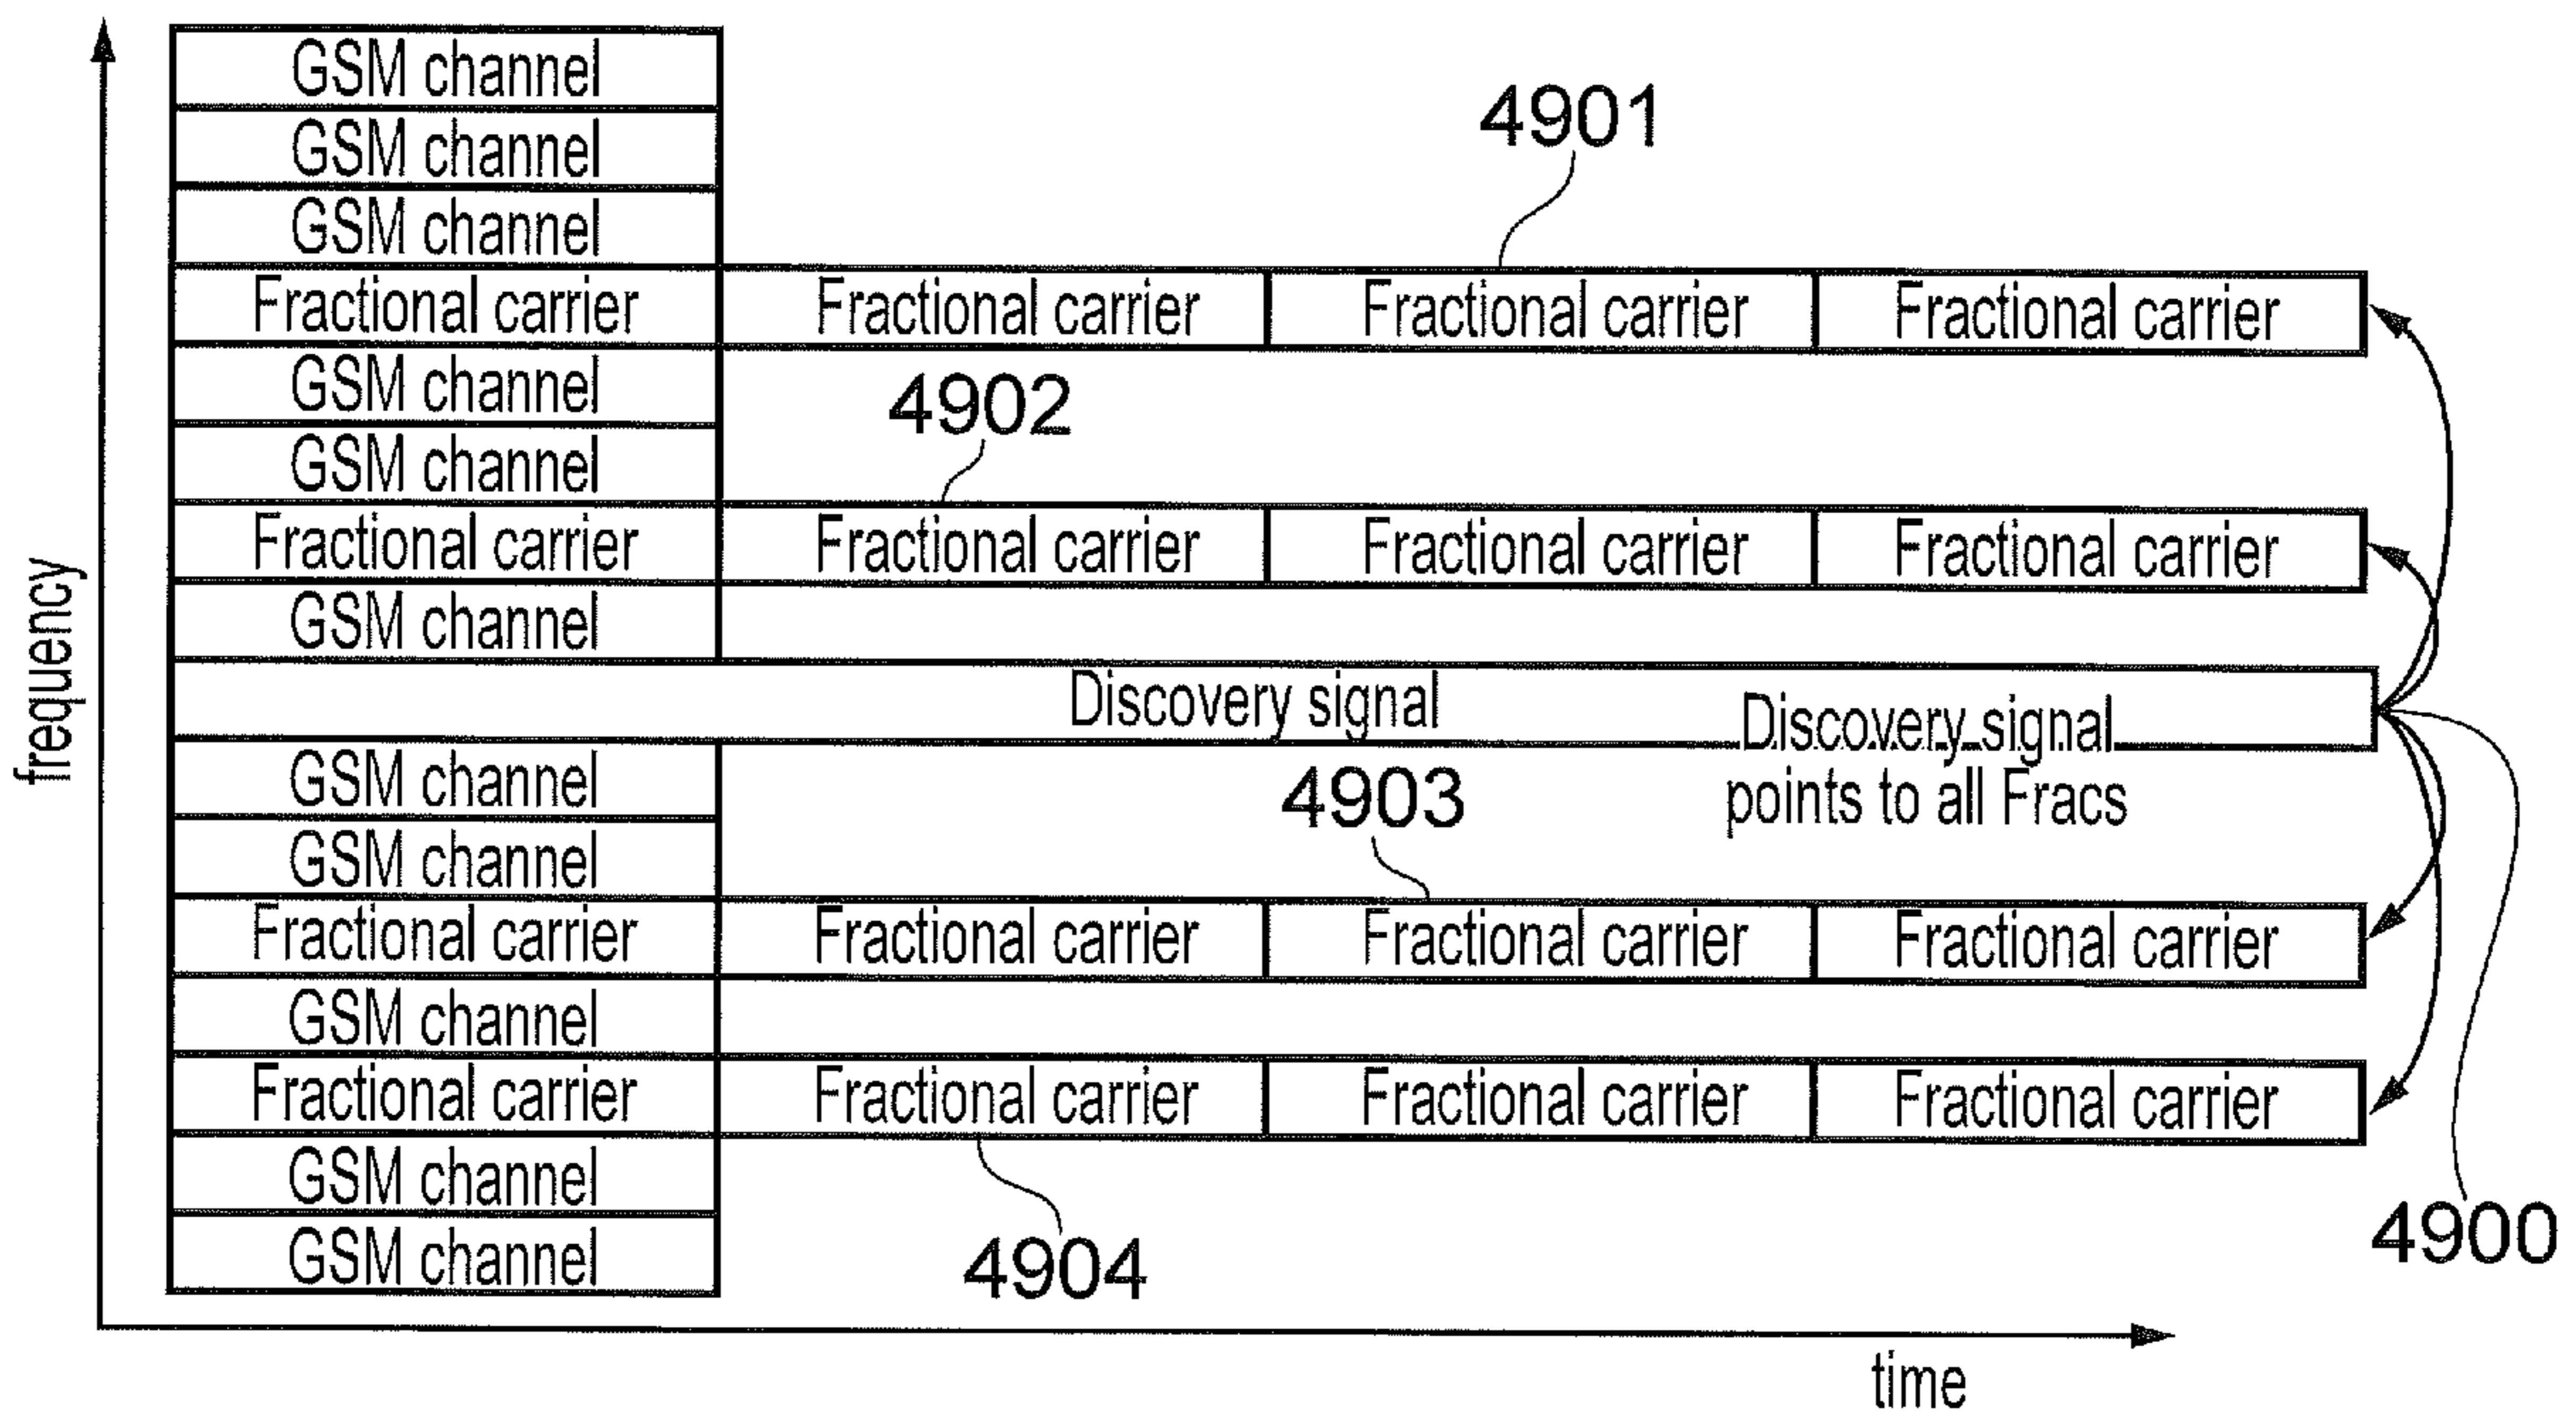 GSM channel
GSM channel
4901
GSM channel
Fractional carrier Fractional carrier Fractional carrier Fractional carrier
GSM channel
4902
GSM channel
Fractional carrier Fractional carrier Fractional carrier Fractional carrier
GSM channel
frequency
Discovery signal
Discovery signal
points to all Fracs
GSM channel
4903
GSM channel
Fractional carrier Fractional carrier Fractional carrier Fractional carrier
GSM channel
Fractional carrier Fractional carrier Fractional carrier Fractional carrier
GSM channel
4900
GSM channel
4904
time